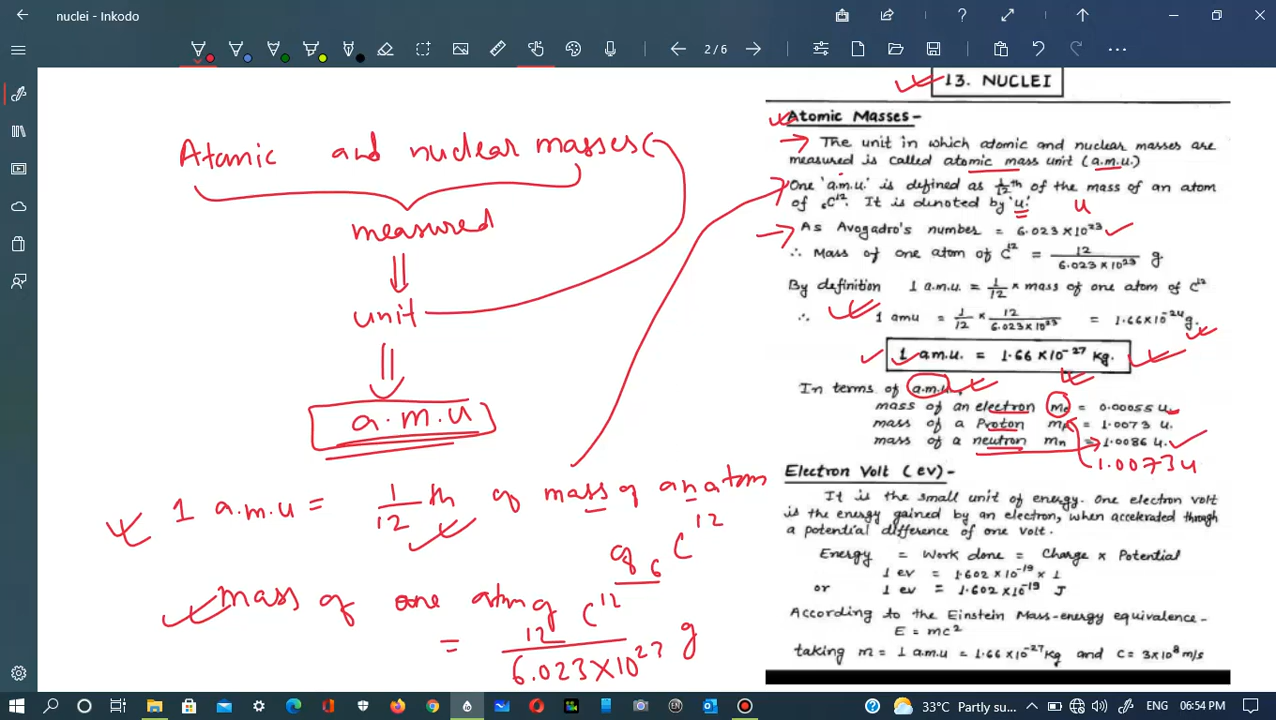 nuclei - Inkodo
2/6
Atamic and nuclear masses
measured
unit
a.m.u
1 a.m.u = 1/12 th of mass of an atom
of 6C12
mass of one atom of C12
= 12/6.023×10^23 g
13. NUCLEI
Atomic Masses-
The unit in which atomic and nuclear masses are
measured is called atomic mass unit (a.m.u.)
One 'a.m.u.' is defined as 1/12th of the mass of an atom
of 6C12. It is denoted by 'u'. u
As Avogadro's number = 6.023×10^23
∴ Mass of one atom of C12 = 12/6.023×10^23 g.
By definition 1 a.m.u. = 1/12 × mass of one atom of C12
∴ 1 amu = 1/12 × 12/6.023×10^23 = 1.66×10^-24 g.
1 a.m.u. = 1.66×10^-27 Kg.
In terms of a.m.u.
mass of an electron me = 0.00055 u.
mass of a Proton mp = 1.0073 u.
mass of a neutron mn = 1.0086 u.
1.0073 u
Electron Volt (ev)-
It is the small unit of energy. One electron volt
is the energy gained by an electron, when accelerated through
a potential difference of one volt.
Energy = Work done = Charge × Potential
1 ev = 1.602×10^-19 × 1
or 1 ev = 1.602×10^-19 J
According to the Einstein Mass-energy equivalence-
E = mc2
taking m = 1 a.m.u = 1.66×10^-27 Kg and C = 3×10^8 m/s
33°C Partly su... ENG 06:54 PM